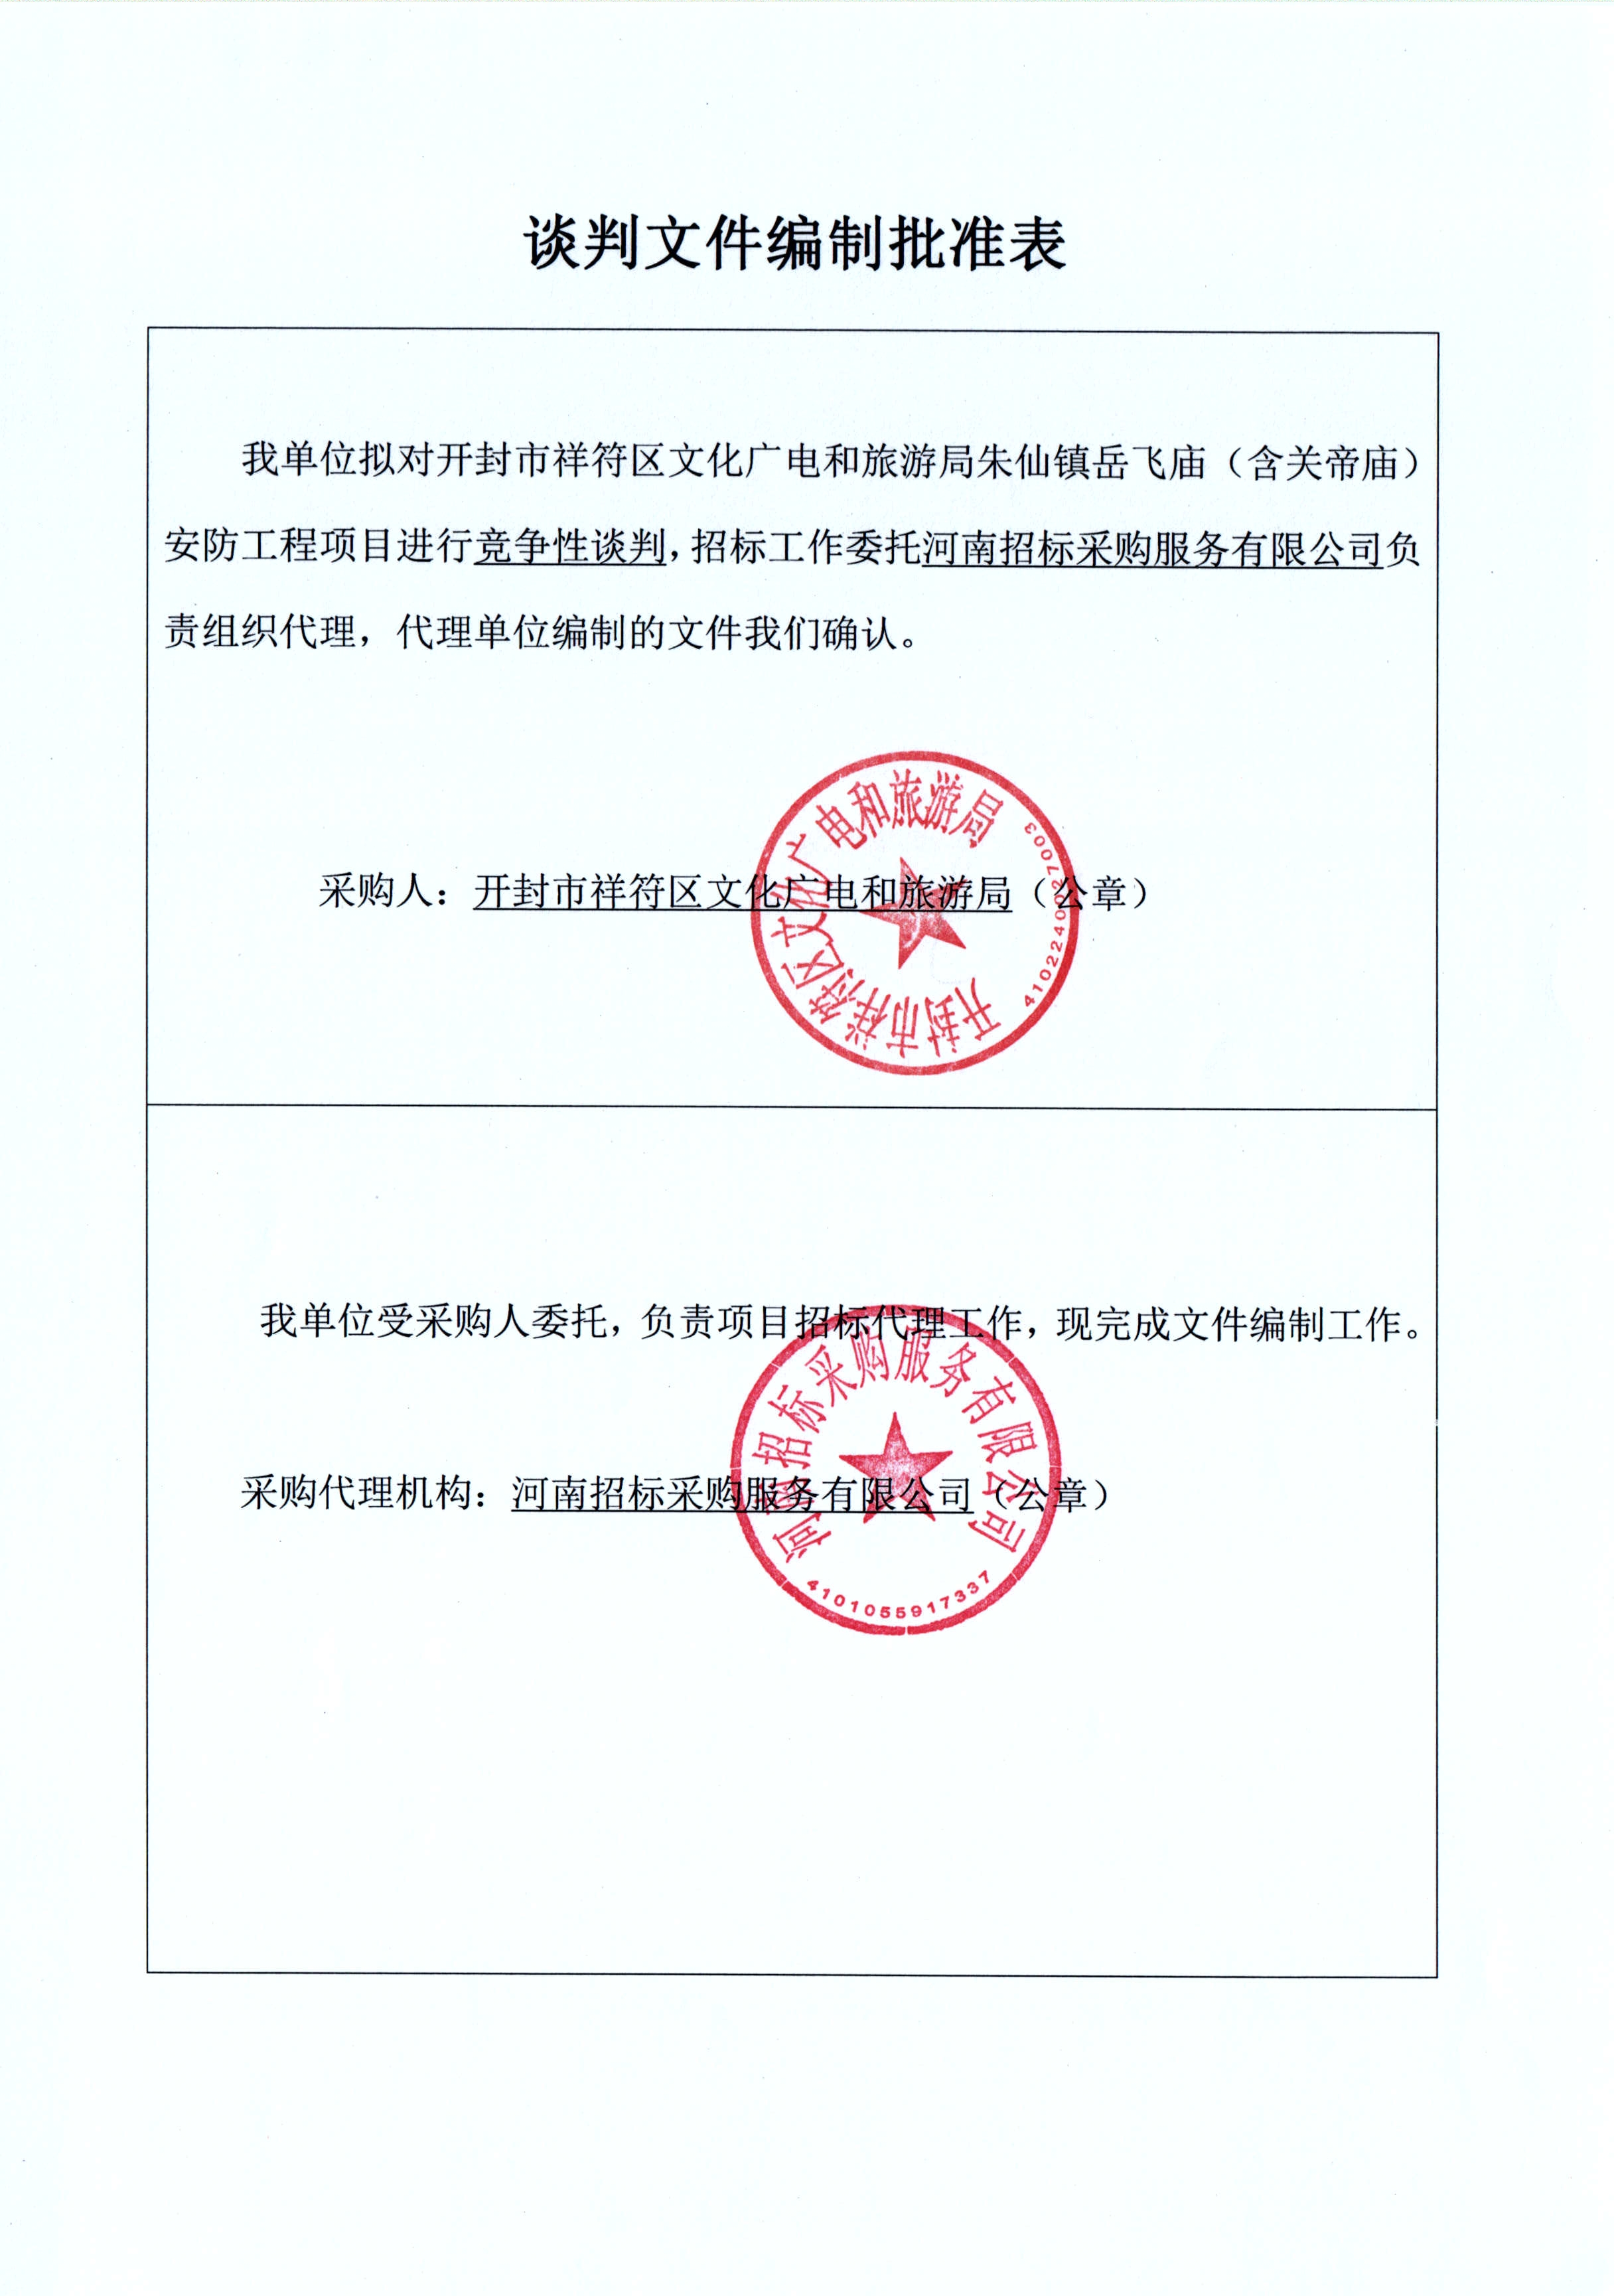 谈判文件编制批准表
我单位拟对开封市祥符区文化广电和旅游局朱仙镇岳飞庙（含关帝庙）
安防工程项目进行竞争性谈判，招标工作委托河南招标采购服务有限公司负
责组织代理，代理单位编制的文件我们确认。
采购人：开封市祥符区文化广电和旅游局（公章）
开封市祥符区文化广电和旅游局
4102240027003
我单位受采购人委托，负责项目招标代理工作，现完成文件编制工作。
采购代理机构：河南招标采购服务有限公司（公章）
河南招标采购服务有限公司
4101055917337